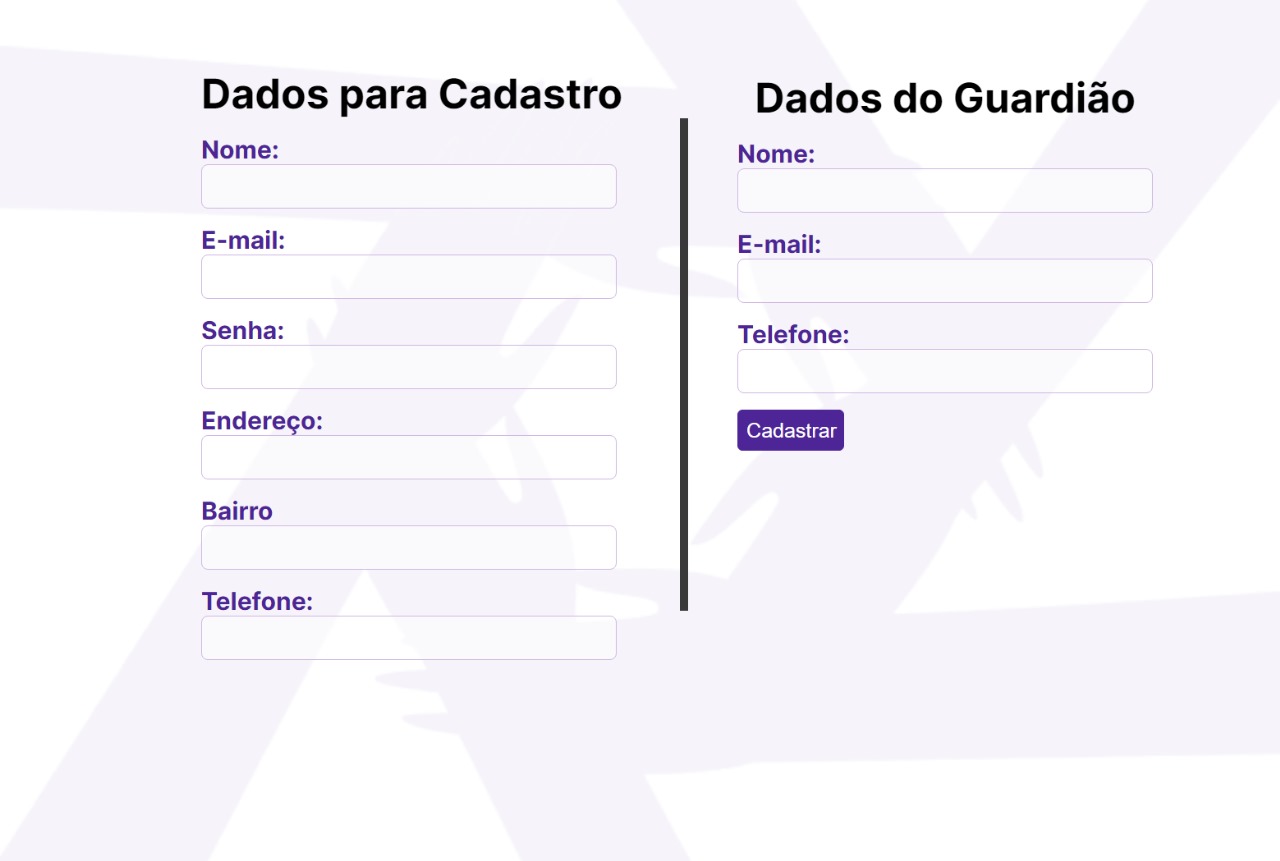 Dados para Cadastro
Nome:
E-mail:
Senha:
Endereço:
Bairro
Telefone:
Dados do Guardião
Nome:
E-mail:
Telefone:
Cadastrar